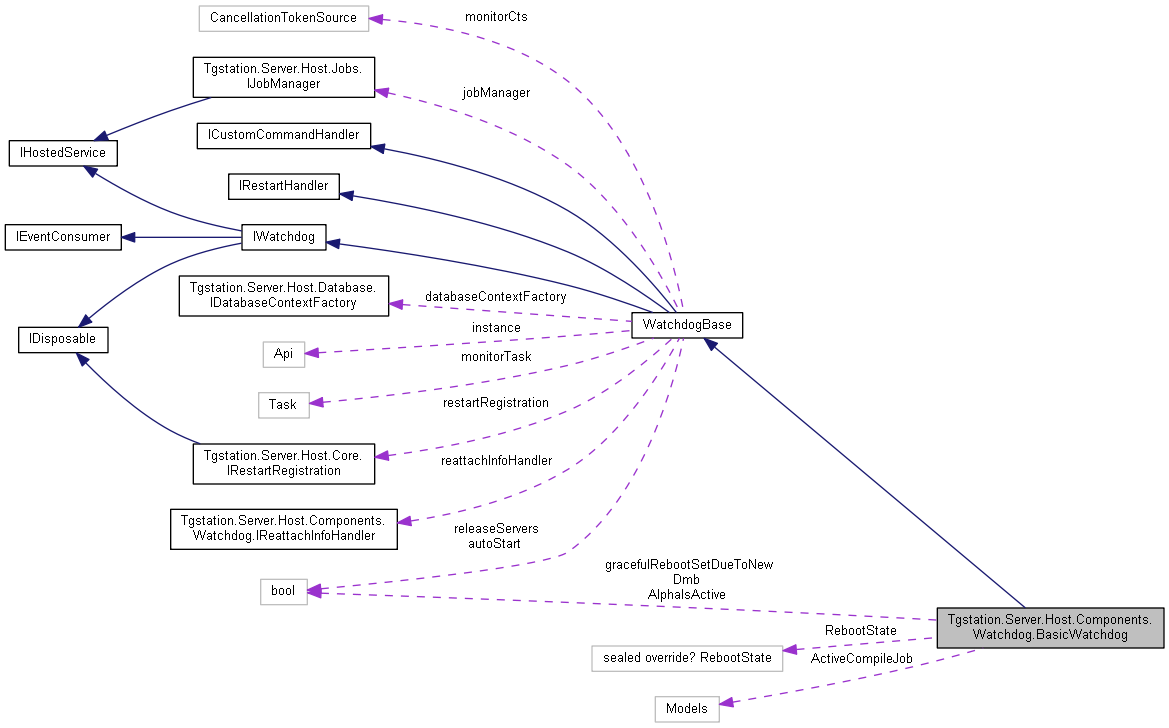 CancellationTokenSource
monitorCts
Tgstation.Server.Host.Jobs.
IJobManager
jobManager
ICustomCommandHandler
IHostedService
IRestartHandler
IEventConsumer
IWatchdog
Tgstation.Server.Host.Database.
IDatabaseContextFactory
databaseContextFactory
WatchdogBase
instance
IDisposable
Api
monitorTask
Task
restartRegistration
Tgstation.Server.Host.Core.
IRestartRegistration
reattachInfoHandler
Tgstation.Server.Host.Components.
Watchdog.IReattachInfoHandler
releaseServers
autoStart
gracefulRebootSetDueToNew
Dmb
AlphaIsActive
bool
Tgstation.Server.Host.Components.
Watchdog.BasicWatchdog
RebootState
sealed override? RebootState
ActiveCompileJob
Models